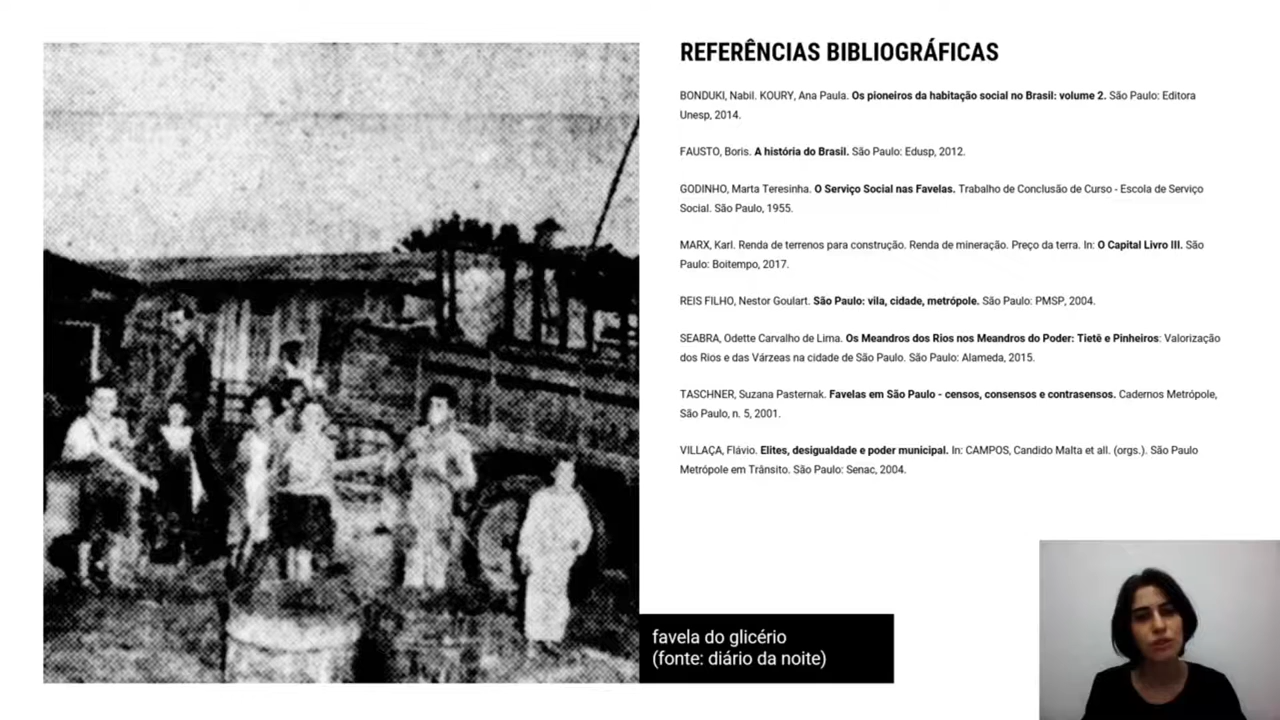 REFERÊNCIAS BIBLIOGRÁFICAS
BONDUKI, Nabil. KOURY, Ana Paula. Os pioneiros da habitação social no Brasil: volume 2. São Paulo: Editora
Unesp, 2014.
FAUSTO, Boris. A história do Brasil. São Paulo: Edusp, 2012.
GODINHO, Marta Teresinha. O Serviço Social nas Favelas. Trabalho de Conclusão de Curso - Escola de Serviço
Social. São Paulo, 1955.
MARX, Karl. Renda de terrenos para construção. Renda de mineração. Preço da terra. In: O Capital Livro III. São
Paulo: Boitempo, 2017.
REIS FILHO, Nestor Goulart. São Paulo: vila, cidade, metrópole. São Paulo: PMSP, 2004.
SEABRA, Odette Carvalho de Lima. Os Meandros dos Rios nos Meandros do Poder: Tietê e Pinheiros: Valorização
dos Rios e das Várzeas na cidade de São Paulo. São Paulo: Alameda, 2015.
TASCHNER, Suzana Pasternak. Favelas em São Paulo - censos, consensos e contrasensos. Cadernos Metrópole,
São Paulo, n. 5, 2001.
VILLAÇA, Flávio. Elites, desigualdade e poder municipal. In: CAMPOS, Candido Malta et all. (orgs.). São Paulo
Metrópole em Trânsito. São Paulo: Senac, 2004.
favela do glicério
(fonte: diário da noite)